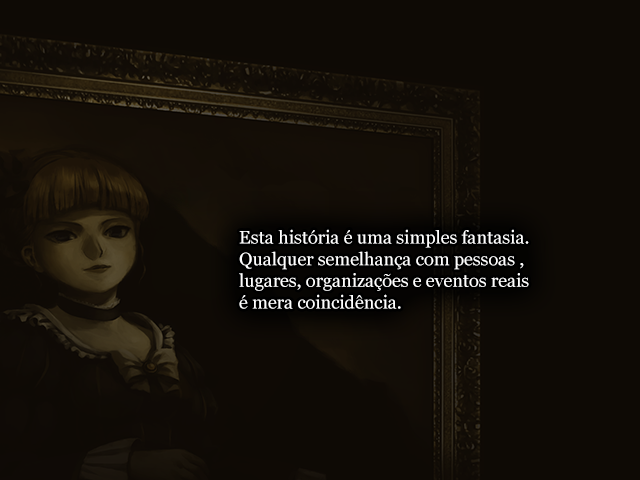 Esta história é uma simples fantasia.
Qualquer semelhança com pessoas ,
lugares, organizações e eventos reais
é mera coincidência.